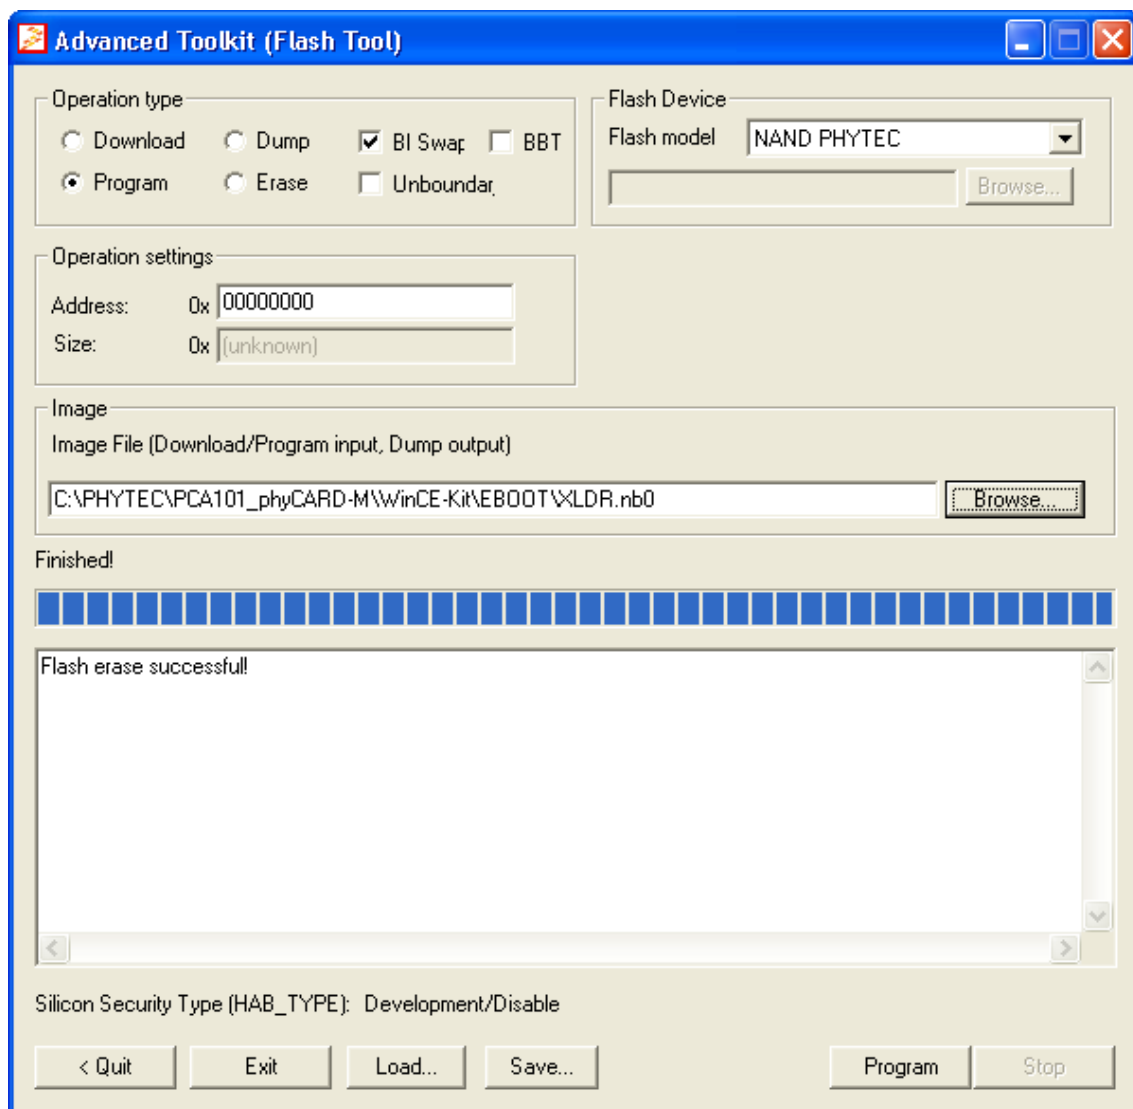 Advanced Toolkit (Flash Tool)
Operation type
Download Dump BI Swap BBT
Program Erase Unboundar
Flash Device
Flash model NAND PHYTEC
Browse...
Operation settings
Address: 0x 00000000
Size: 0x (unknown)
Image
Image File (Download/Program input, Dump output)
C:\PHYTEC\PCA101_phyCARD-M\WinCE-Kit\EBOOT\XLDR.nb0 Browse...
Finished!
Flash erase successful!
Silicon Security Type (HAB_TYPE): Development/Disable
< Quit Exit Load... Save... Program Stop